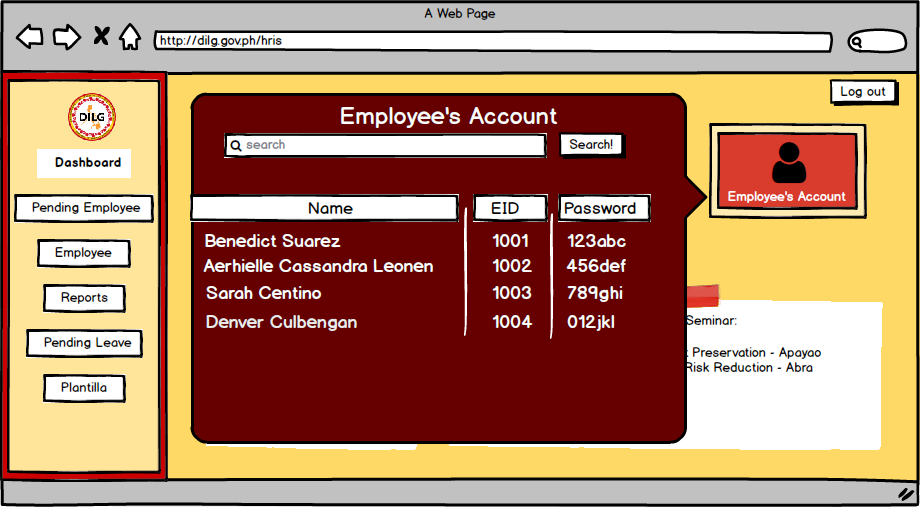 A Web Page
http://dilg.gov.ph/hris
Log out
DILG
Dashboard
Pending Employee
Employee
Reports
Pending Leave
Plantilla
Employee's Account
search
Search!
Name EID Password
Benedict Suarez 1001 123abc
Aerhielle Cassandra Leonen 1002 456def
Sarah Centino 1003 789ghi
Denver Culbengan 1004 012jkl
Employee's Account
Seminar:
Preservation - Apayao
Risk Reduction - Abra